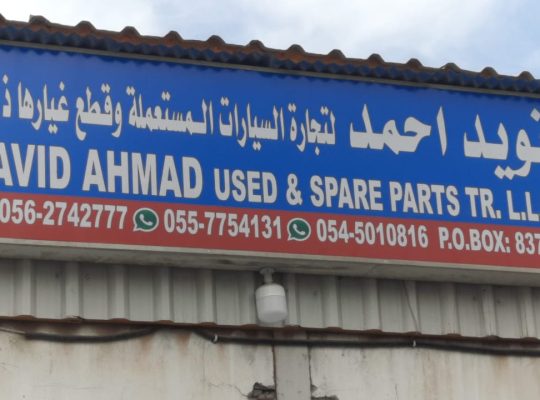 نويد احمد لتجارة السيارات المستعملة وقطع غيارها ذ
AVID AHMAD USED & SPARE PARTS TR. L.L
056-2742777 055-7754131 054-5010816 P.O.BOX: 837